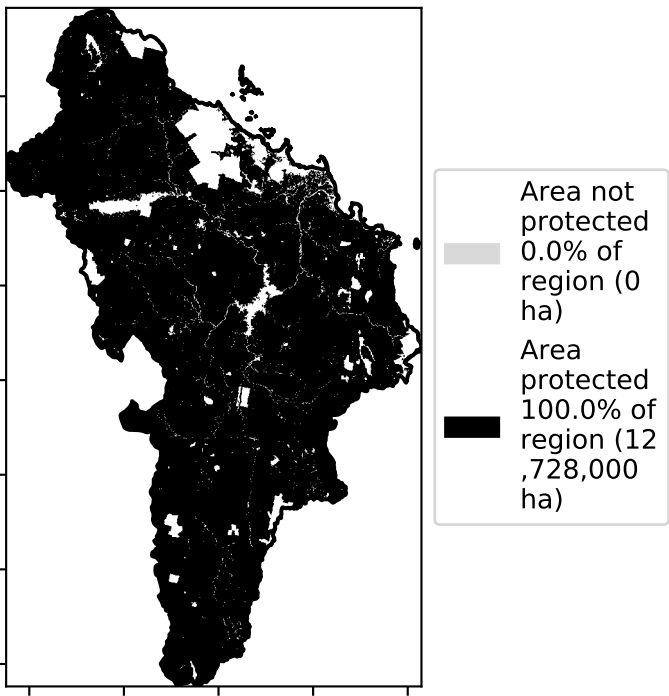 Area not
protected
0.0% of
region (0
ha)
Area
protected
100.0% of
region (12
,728,000
ha)